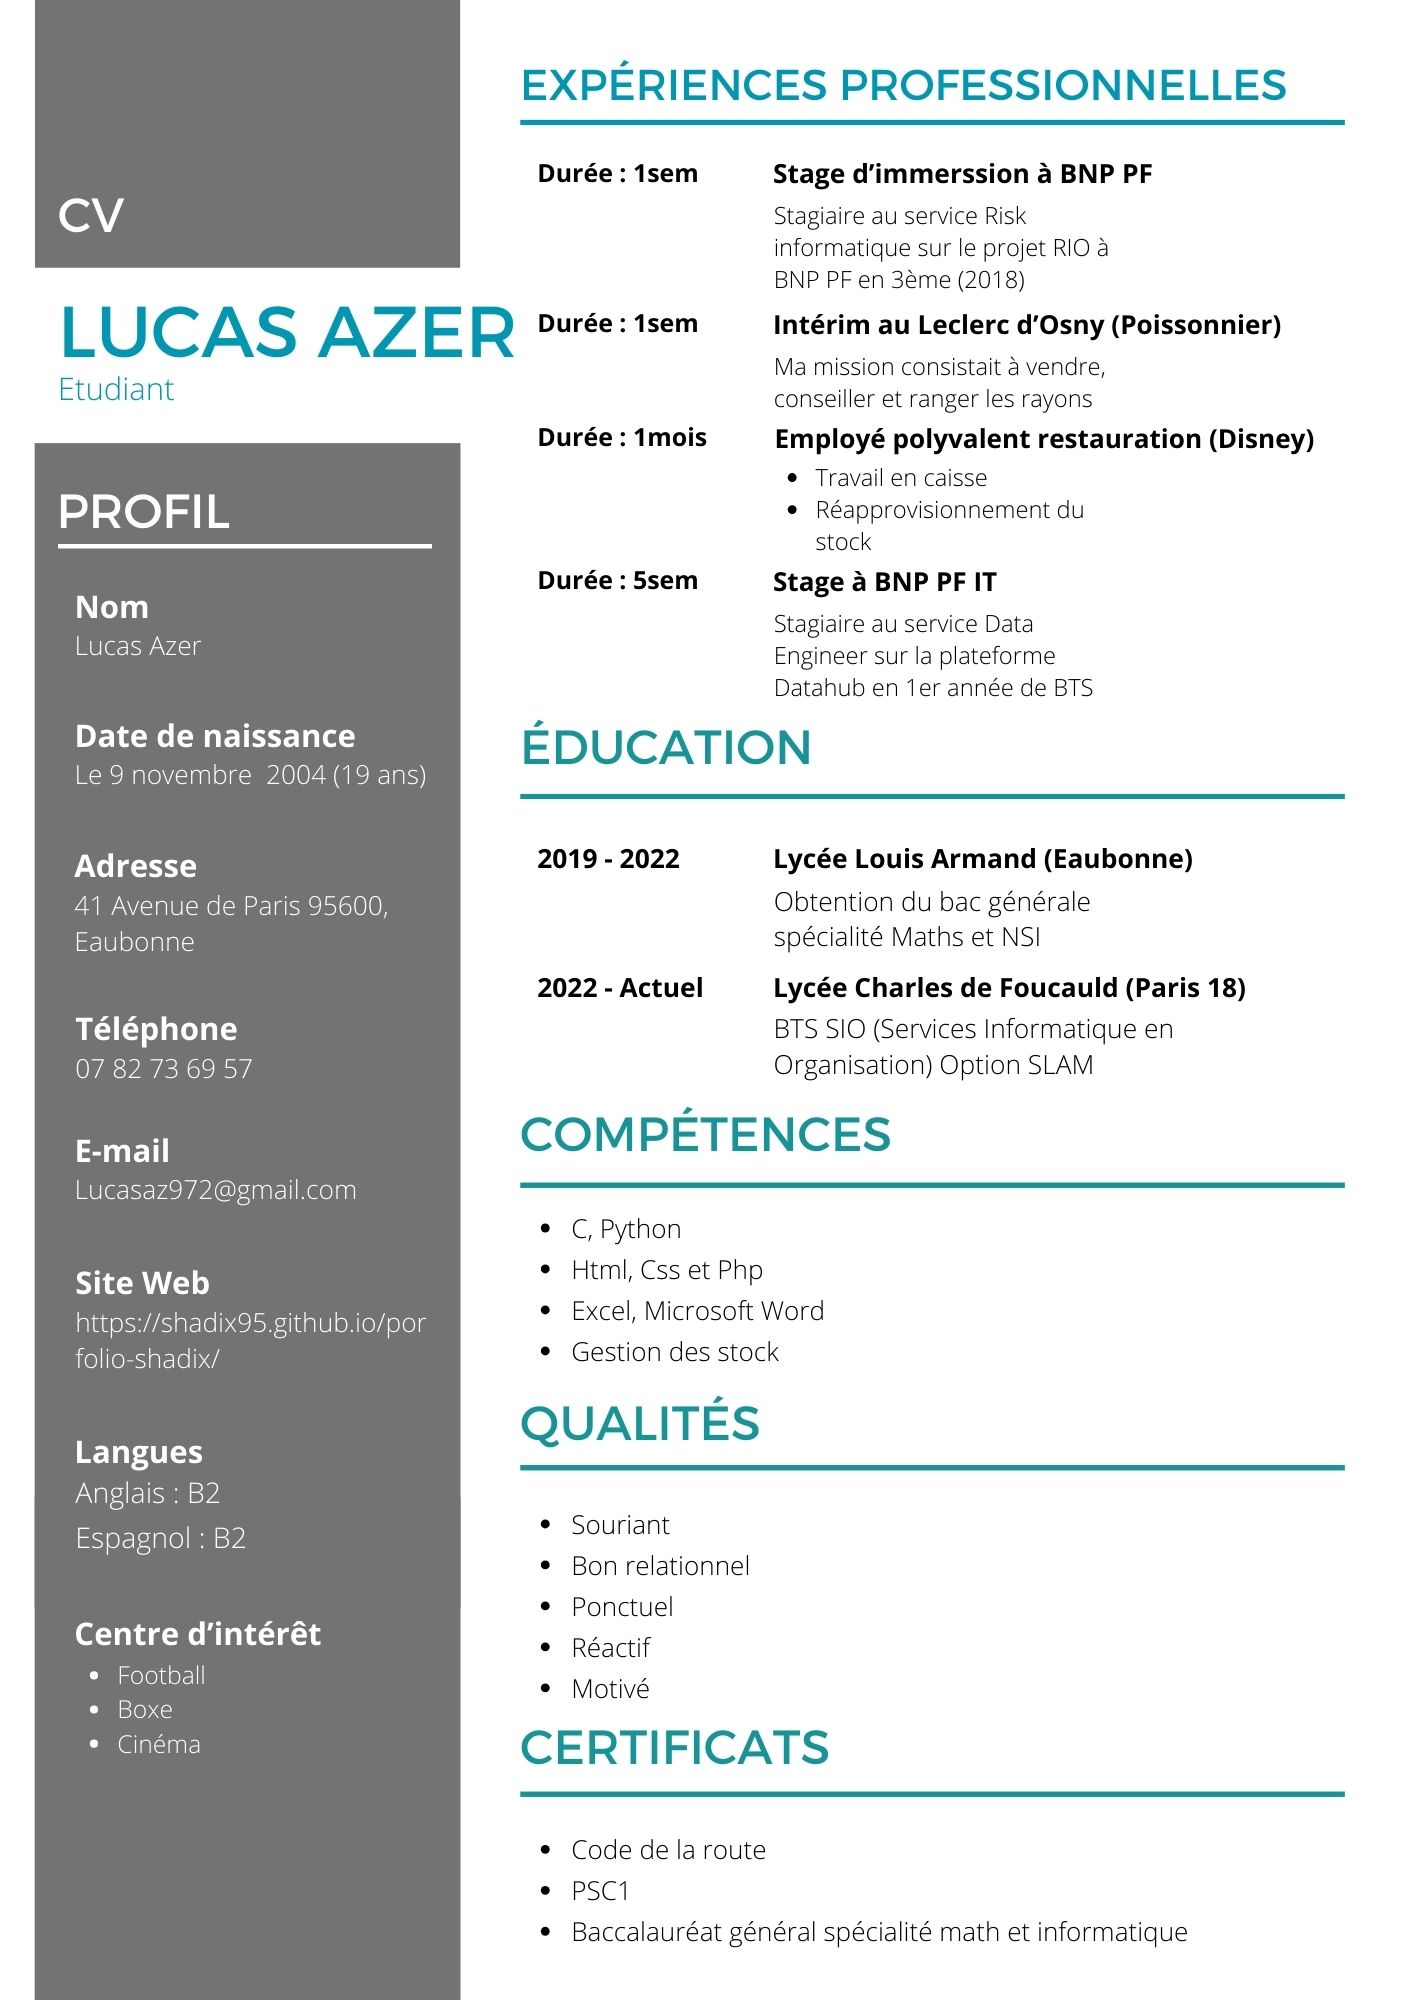 CV
LUCAS AZER
Etudiant
PROFIL
Nom
Lucas Azer
Date de naissance
Le 9 novembre  2004 (19 ans)
Adresse
41 Avenue de Paris 95600,
Eaubonne
Téléphone
07 82 73 69 57
E-mail
Lucasaz972@gmail.com
Site Web
https://shadix95.github.io/por
folio-shadix/
Langues
Anglais : B2
Espagnol : B2
Centre d’intérêt
• Football
• Boxe
• Cinéma
EXPÉRIENCES PROFESSIONNELLES
Durée : 1sem Stage d’immerssion à BNP PF
Stagiaire au service Risk
informatique sur le projet RIO à
BNP PF en 3ème (2018)
Durée : 1sem Intérim au Leclerc d’Osny (Poissonnier)
Ma mission consistait à vendre,
conseiller et ranger les rayons
Durée : 1mois Employé polyvalent restauration (Disney)
• Travail en caisse
• Réapprovisionnement du
stock
Durée : 5sem Stage à BNP PF IT
Stagiaire au service Data
Engineer sur la plateforme
Datahub en 1er année de BTS
ÉDUCATION
2019 - 2022 Lycée Louis Armand (Eaubonne)
Obtention du bac générale
spécialité Maths et NSI
2022 - Actuel Lycée Charles de Foucauld (Paris 18)
BTS SIO (Services Informatique en
Organisation) Option SLAM
COMPÉTENCES
• C, Python
• Html, Css et Php
• Excel, Microsoft Word
• Gestion des stock
QUALITÉS
• Souriant
• Bon relationnel
• Ponctuel
• Réactif
• Motivé
CERTIFICATS
• Code de la route
• PSC1
• Baccalauréat général spécialité math et informatique